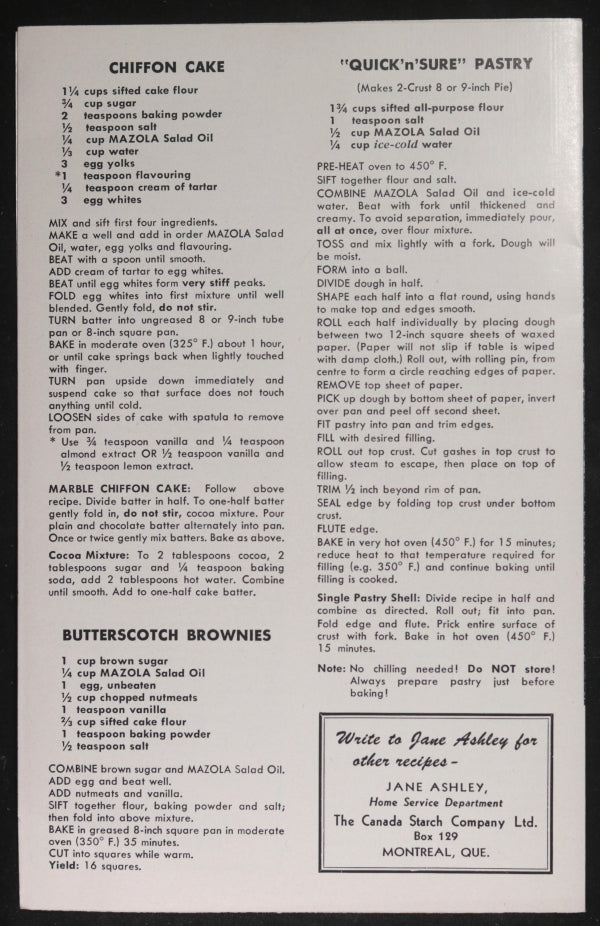 CHIFFON CAKE
1¼ cups sifted cake flour
¾ cup sugar
2 teaspoons baking powder
½ teaspoon salt
¼ cup MAZOLA Salad Oil
⅓ cup water
3 egg yolks
*1 teaspoon flavouring
¼ teaspoon cream of tartar
3 egg whites
MIX and sift first four ingredients.
MAKE a well and add in order MAZOLA Salad
Oil, water, egg yolks and flavouring.
BEAT with a spoon until smooth.
ADD cream of tartar to egg whites.
BEAT until egg whites form very stiff peaks.
FOLD egg whites into first mixture until well
blended. Gently fold, do not stir.
TURN batter into ungreased 8 or 9-inch tube
pan or 8-inch square pan.
BAKE in moderate oven (325° F.) about 1 hour,
or until cake springs back when lightly touched
with finger.
TURN pan upside down immediately and
suspend cake so that surface does not touch
anything until cold.
LOOSEN sides of cake with spatula to remove
from pan.
* Use ¾ teaspoon vanilla and ¼ teaspoon
almond extract OR ½ teaspoon vanilla and
½ teaspoon lemon extract.
MARBLE CHIFFON CAKE: Follow above
recipe. Divide batter in half. To one-half batter
gently fold in, do not stir, cocoa mixture. Pour
plain and chocolate batter alternately into pan.
Once or twice gently mix batters. Bake as above.
Cocoa Mixture: To 2 tablespoons cocoa, 2
tablespoons sugar and ¼ teaspoon baking
soda, add 2 tablespoons hot water. Combine
until smooth. Add to one-half cake batter.
BUTTERSCOTCH BROWNIES
1 cup brown sugar
¼ cup MAZOLA Salad Oil
1 egg, unbeaten
½ cup chopped nutmeats
1 teaspoon vanilla
⅔ cup sifted cake flour
1 teaspoon baking powder
½ teaspoon salt
COMBINE brown sugar and MAZOLA Salad Oil.
ADD egg and beat well.
ADD nutmeats and vanilla.
SIFT together flour, baking powder and salt;
then fold into above mixture.
BAKE in greased 8-inch square pan in moderate
oven (350° F.) 35 minutes.
CUT into squares while warm.
Yield: 16 squares.
"QUICK'n'SURE" PASTRY
(Makes 2-Crust 8 or 9-inch Pie)
1¾ cups sifted all-purpose flour
1 teaspoon salt
½ cup MAZOLA Salad Oil
¼ cup ice-cold water
PRE-HEAT oven to 450° F.
SIFT together flour and salt.
COMBINE MAZOLA Salad Oil and ice-cold
water. Beat with fork until thickened and
creamy. To avoid separation, immediately pour,
all at once, over flour mixture.
TOSS and mix lightly with a fork. Dough will
be moist.
FORM into a ball.
DIVIDE dough in half.
SHAPE each half into a flat round, using hands
to make top and edges smooth.
ROLL each half individually by placing dough
between two 12-inch square sheets of waxed
paper. (Paper will not slip if table is wiped
with damp cloth.) Roll out, with rolling pin, from
centre to form a circle reaching edges of paper.
REMOVE top sheet of paper.
PICK up dough by bottom sheet of paper, invert
over pan and peel off second sheet.
FIT pastry into pan and trim edges.
FILL with desired filling.
ROLL out top crust. Cut gashes in top crust to
allow steam to escape, then place on top of
filling.
TRIM ½ inch beyond rim of pan.
SEAL edge by folding top crust under bottom
crust.
FLUTE edge.
BAKE in very hot oven (450° F.) for 15 minutes;
reduce heat to that temperature required for
filling (e.g. 350° F.) and continue baking until
filling is cooked.
Single Pastry Shell: Divide recipe in half and
combine as directed. Roll out; fit into pan.
Fold edge and flute. Prick entire surface of
crust with fork. Bake in hot oven (450° F.)
15 minutes.
Note: No chilling needed! Do NOT store!
Always prepare pastry just before
baking!
Write to Jane Ashley for
other recipes -
JANE ASHLEY,
Home Service Department
The Canada Starch Company Ltd.
Box 129
MONTREAL, QUE.